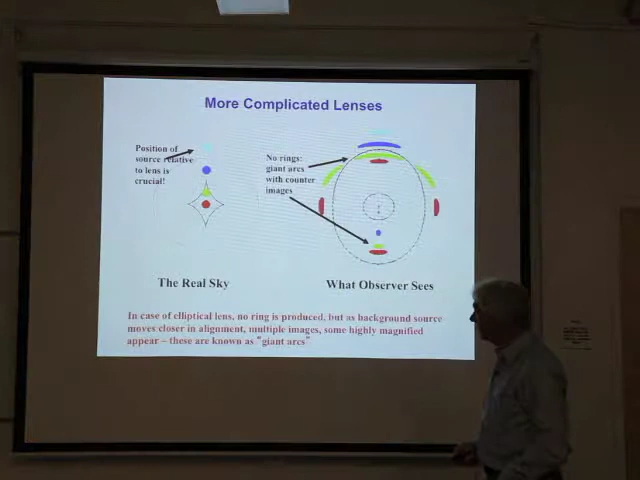 More Complicated Lenses
Position of
source relative
to lens is
crucial!
No rings:
giant arcs
with counter
images
The Real Sky
What Observer Sees
In case of elliptical lens, no ring is produced, but as background source
moves closer in alignment, multiple images, some highly magnified
appear – these are known as “giant arcs”